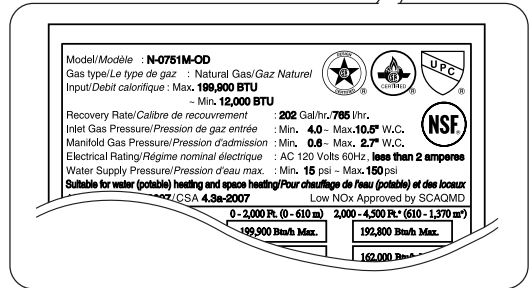 Model/Modèle : N-0751M-OD
Gas type/Le type de gaz : Natural Gas/Gaz Naturel
Input/Debit calorifique : Max. 199,900 BTU
~ Min. 12,000 BTU
Recovery Rate/Calibre de recouvrement : 202 Gal/hr./765 l/hr.
Inlet Gas Pressure/Pression de gaz entrée : Min. 4.0~ Max.10.5" W.C.
Manifold Gas Pressure/Pression d'admission : Min. 0.6~ Max. 2.7" W.C.
Electrical Rating/Régime nominal électrique : AC 120 Volts 60Hz, less than 2 amperes
Water Supply Pressure/Pression d'eau max. : Min. 15 psi ~ Max.150 psi
Suitable for water (potable) heating and space heating/Pour chauffage de l'eau (potable) et des locaux
/CSA 4.3a-2007 Low NOx Approved by SCAQMD
0 - 2,000 Ft. (0 - 610 m) 2,000 - 4,500 Ft.* (610 - 1,370 m*)
199,900 Btu/h Max. 192,800 Btu/h Max.
162,000 Btu/h
DESIGN CERTIFIED
CERTIFIED
UPC
NSF